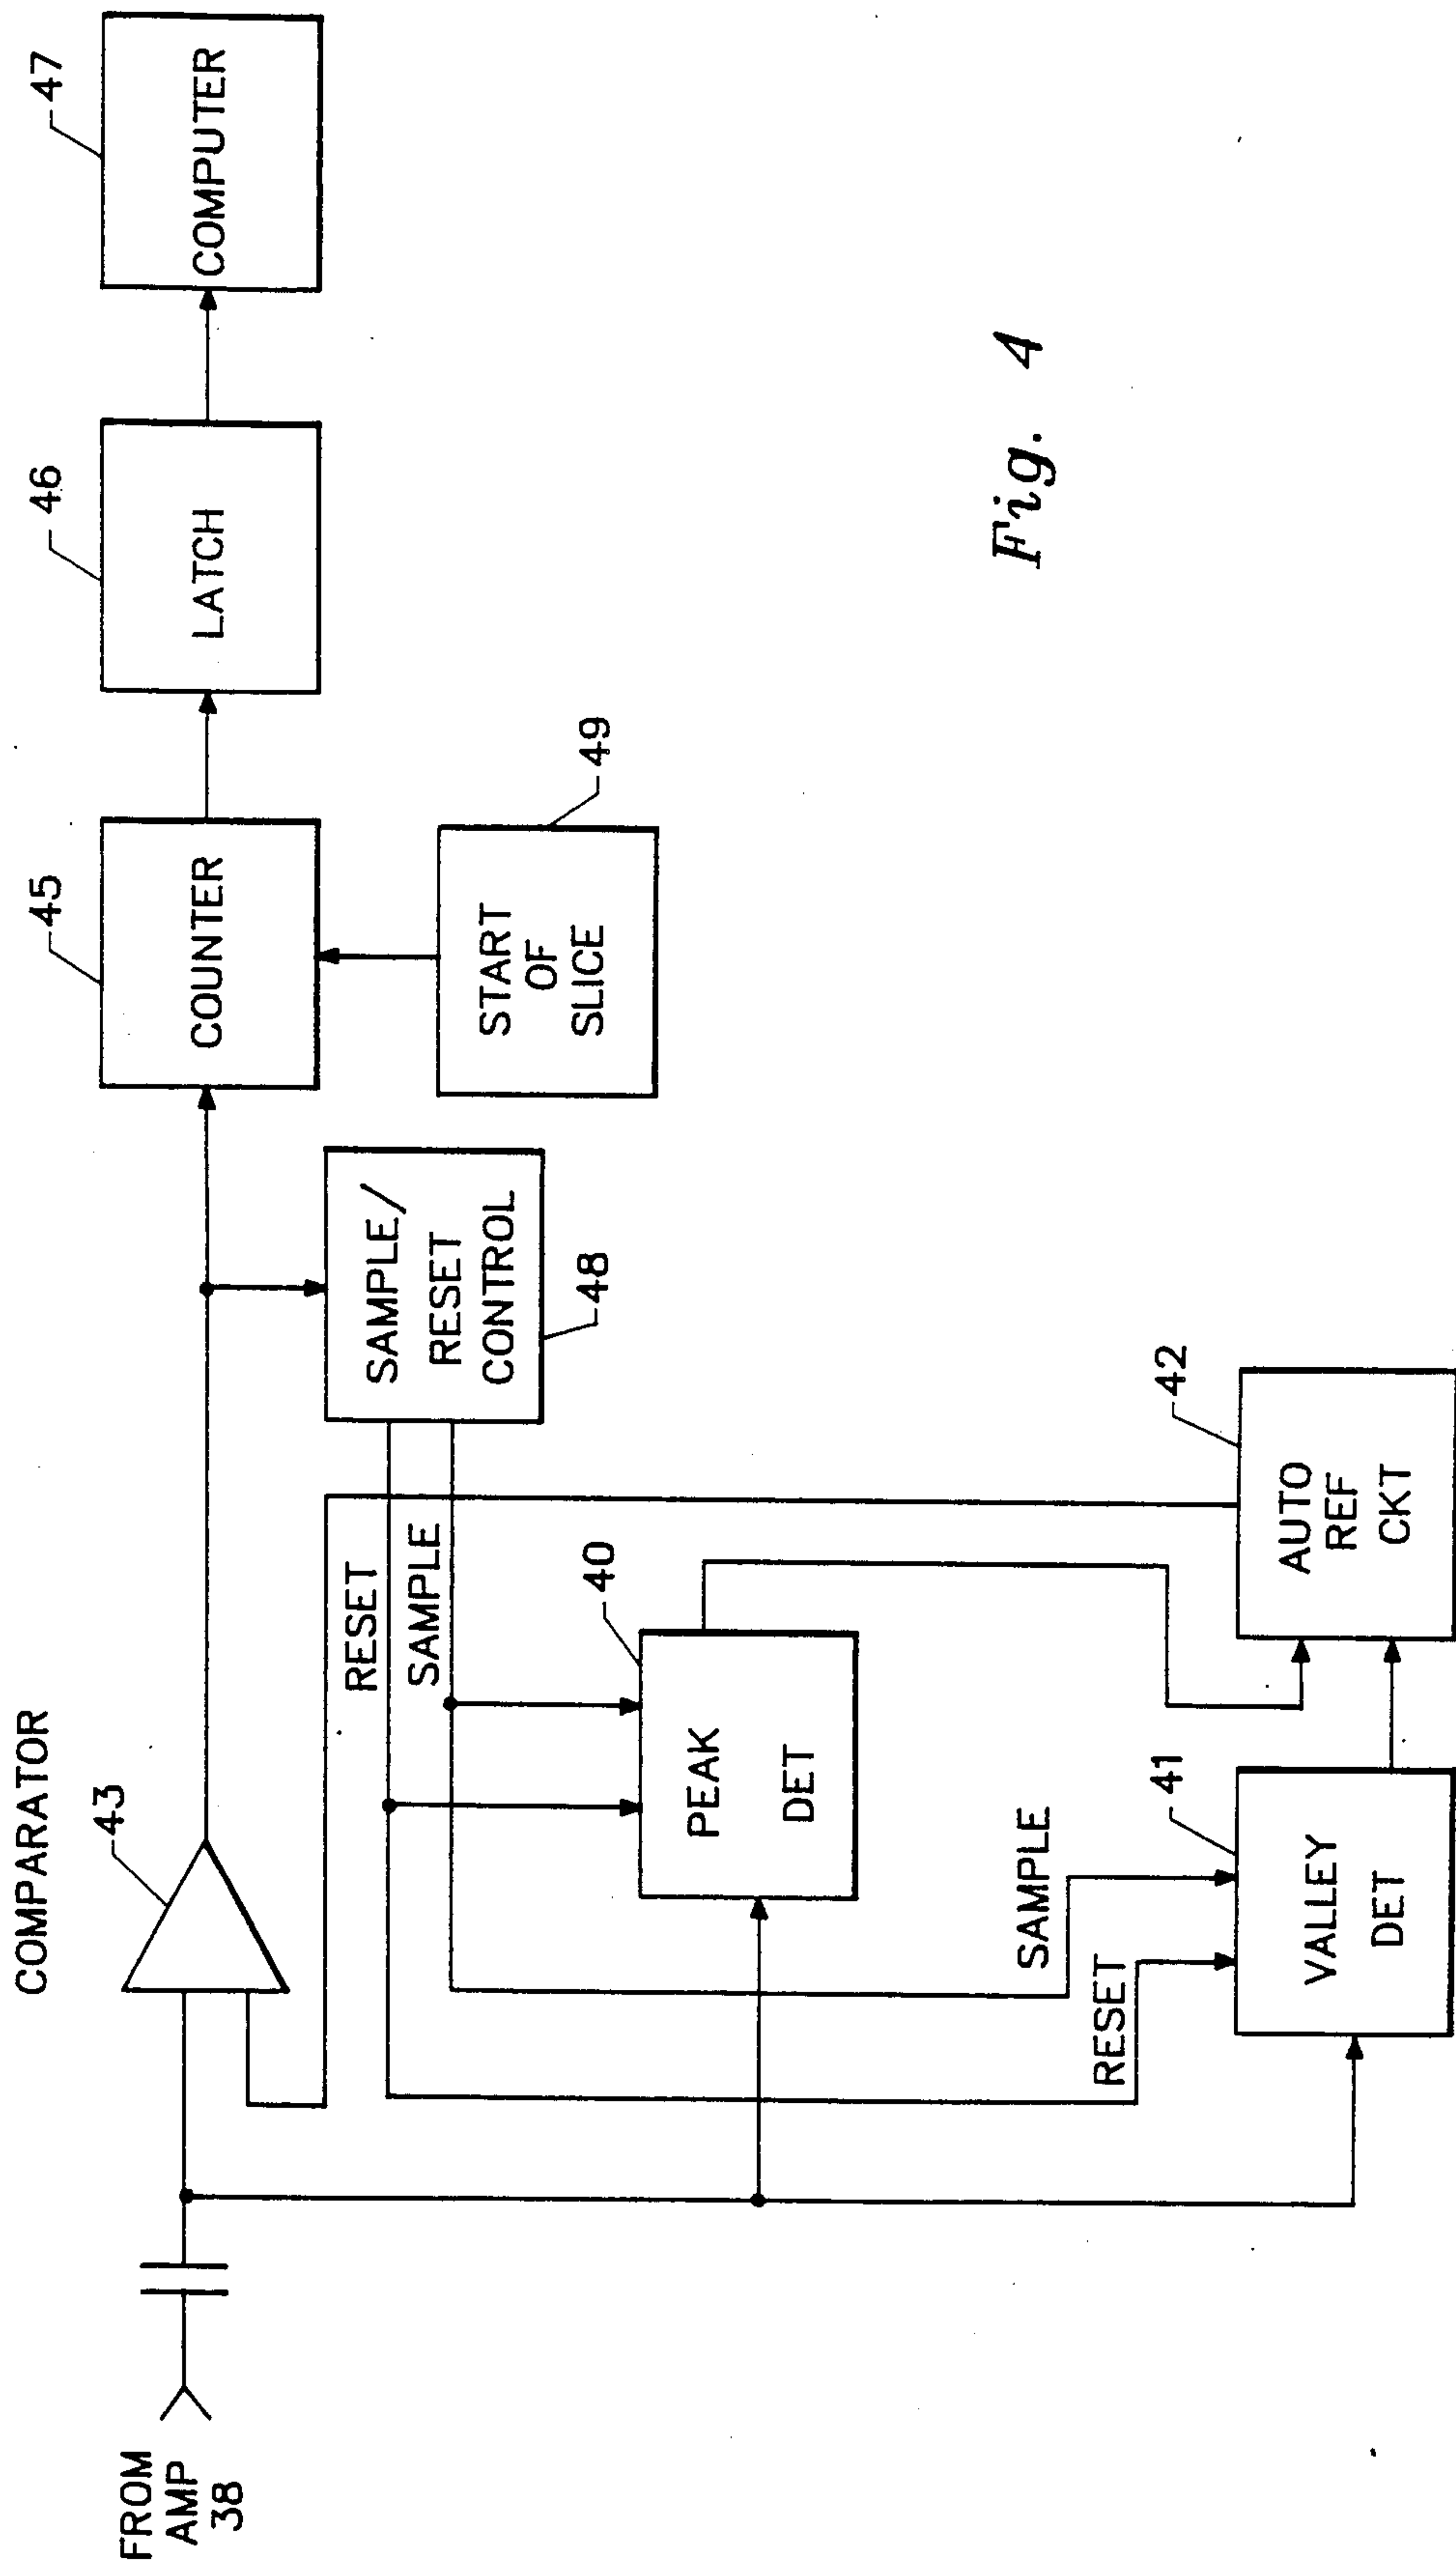 COMPARATOR
43
FROM
AMP
38
45
COUNTER
46
LATCH
47
COMPUTER
SAMPLE/
RESET
CONTROL
48
START
OF
SLICE
49
RESET
SAMPLE
40
PEAK
DET
SAMPLE
RESET
41
VALLEY
DET
42
AUTO
REF
CKT
Fig. 4